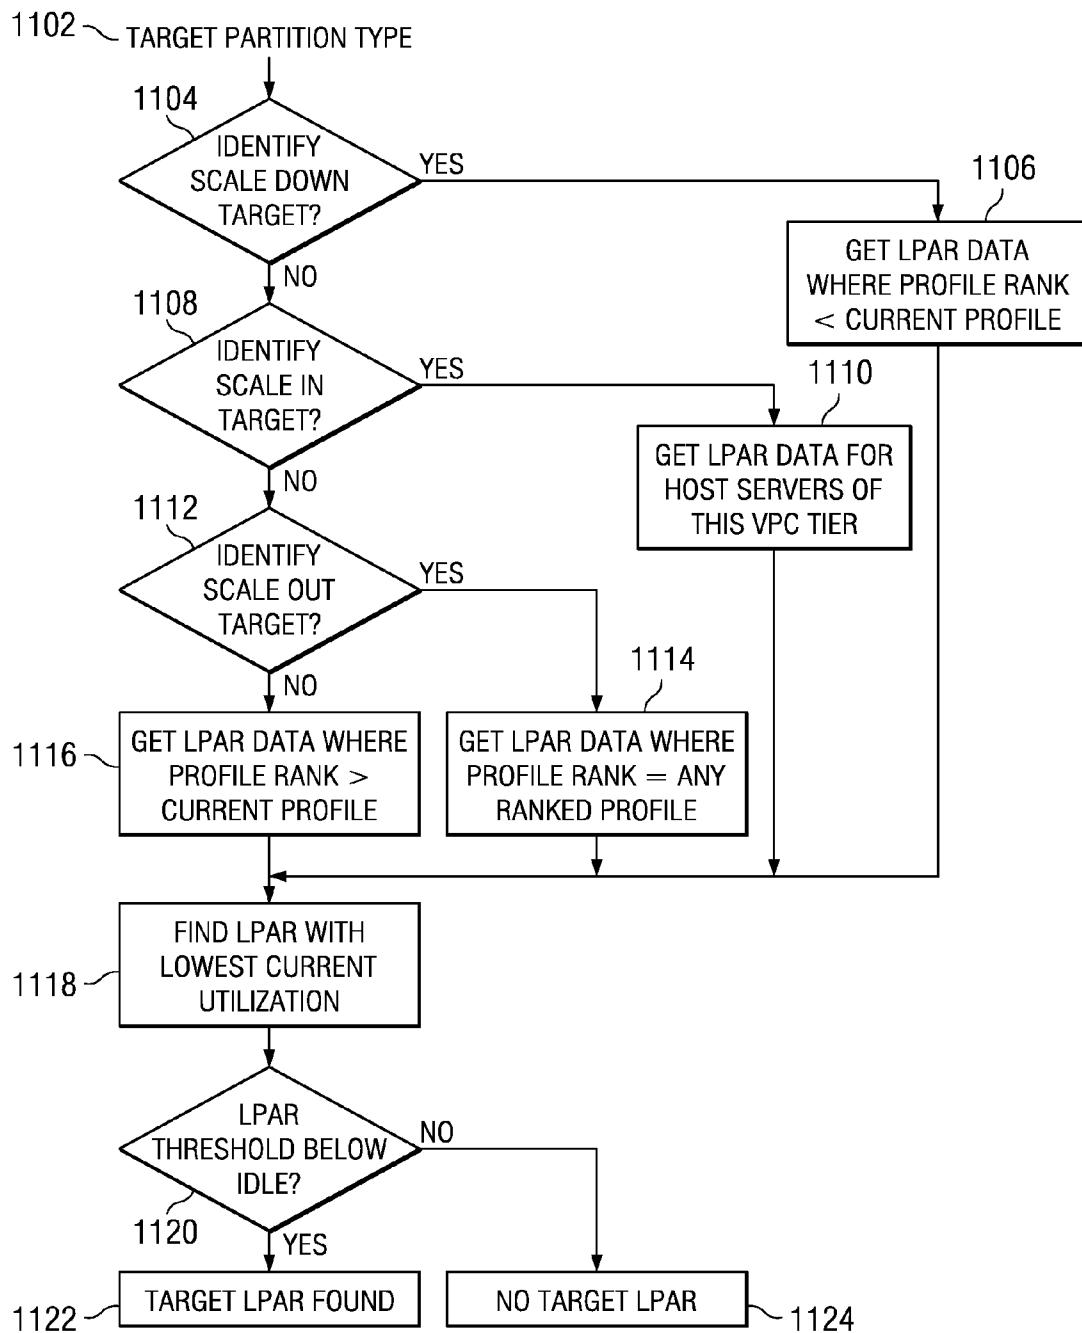 1102
TARGET PARTITION TYPE
1104
IDENTIFY
SCALE DOWN
TARGET?
YES
NO
1106
GET LPAR DATA
WHERE PROFILE RANK
< CURRENT PROFILE
1108
IDENTIFY
SCALE IN
TARGET?
YES
NO
1110
GET LPAR DATA FOR
HOST SERVERS OF
THIS VPC TIER
1112
IDENTIFY
SCALE OUT
TARGET?
YES
NO
1114
GET LPAR DATA WHERE
PROFILE RANK = ANY
RANKED PROFILE
1116
GET LPAR DATA WHERE
PROFILE RANK >
CURRENT PROFILE
1118
FIND LPAR WITH
LOWEST CURRENT
UTILIZATION
LPAR
THRESHOLD BELOW
IDLE?
NO
1120
YES
1122
TARGET LPAR FOUND
NO TARGET LPAR
1124